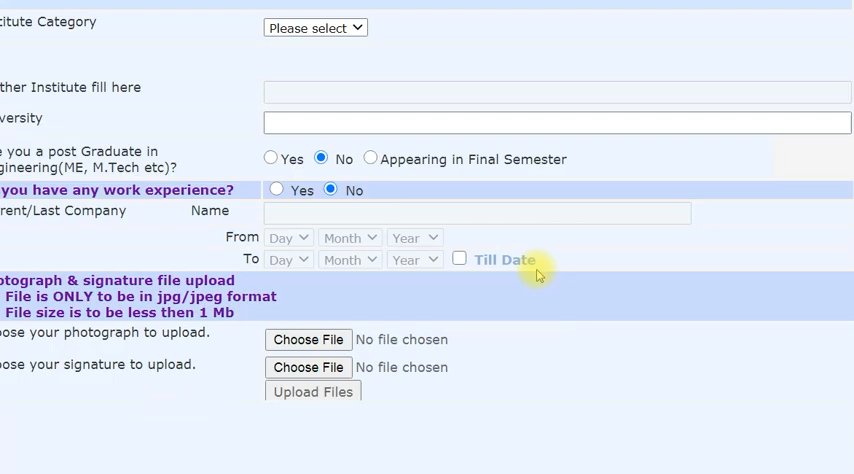 titute Category Please select
ther Institute fill here
versity
e you a post Graduate in
gineering(ME, M.Tech etc)? Yes No Appearing in Final Semester
you have any work experience? Yes No
rent/Last Company Name
From Day Month Year
To Day Month Year Till Date
otograph & signature file upload
File is ONLY to be in jpg/jpeg format
File size is to be less then 1 Mb
oose your photograph to upload. Choose File No file chosen
oose your signature to upload. Choose File No file chosen
Upload Files